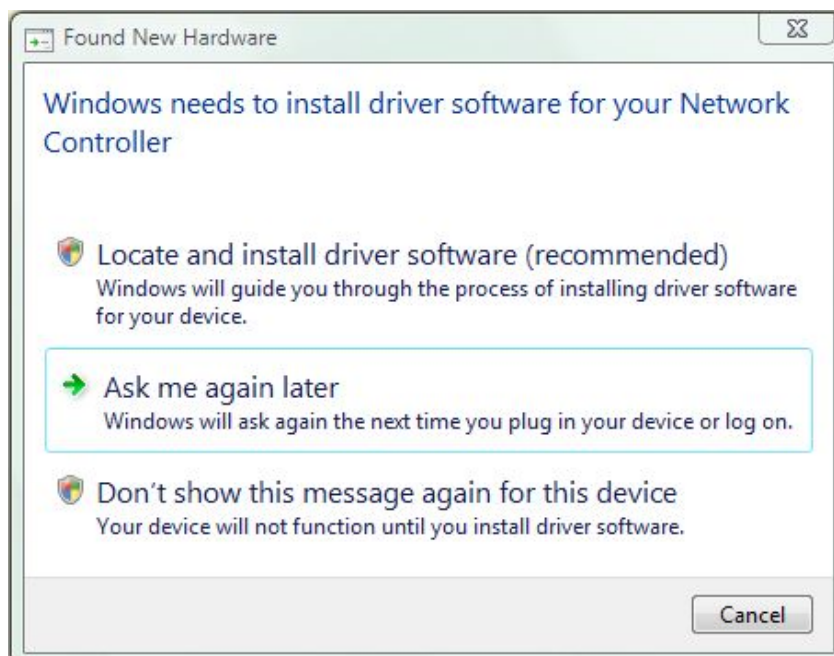 Found New Hardware
Windows needs to install driver software for your Network
Controller
Locate and install driver software (recommended)
Windows will guide you through the process of installing driver software
for your device.
Ask me again later
Windows will ask again the next time you plug in your device or log on.
Don't show this message again for this device
Your device will not function until you install driver software.
Cancel